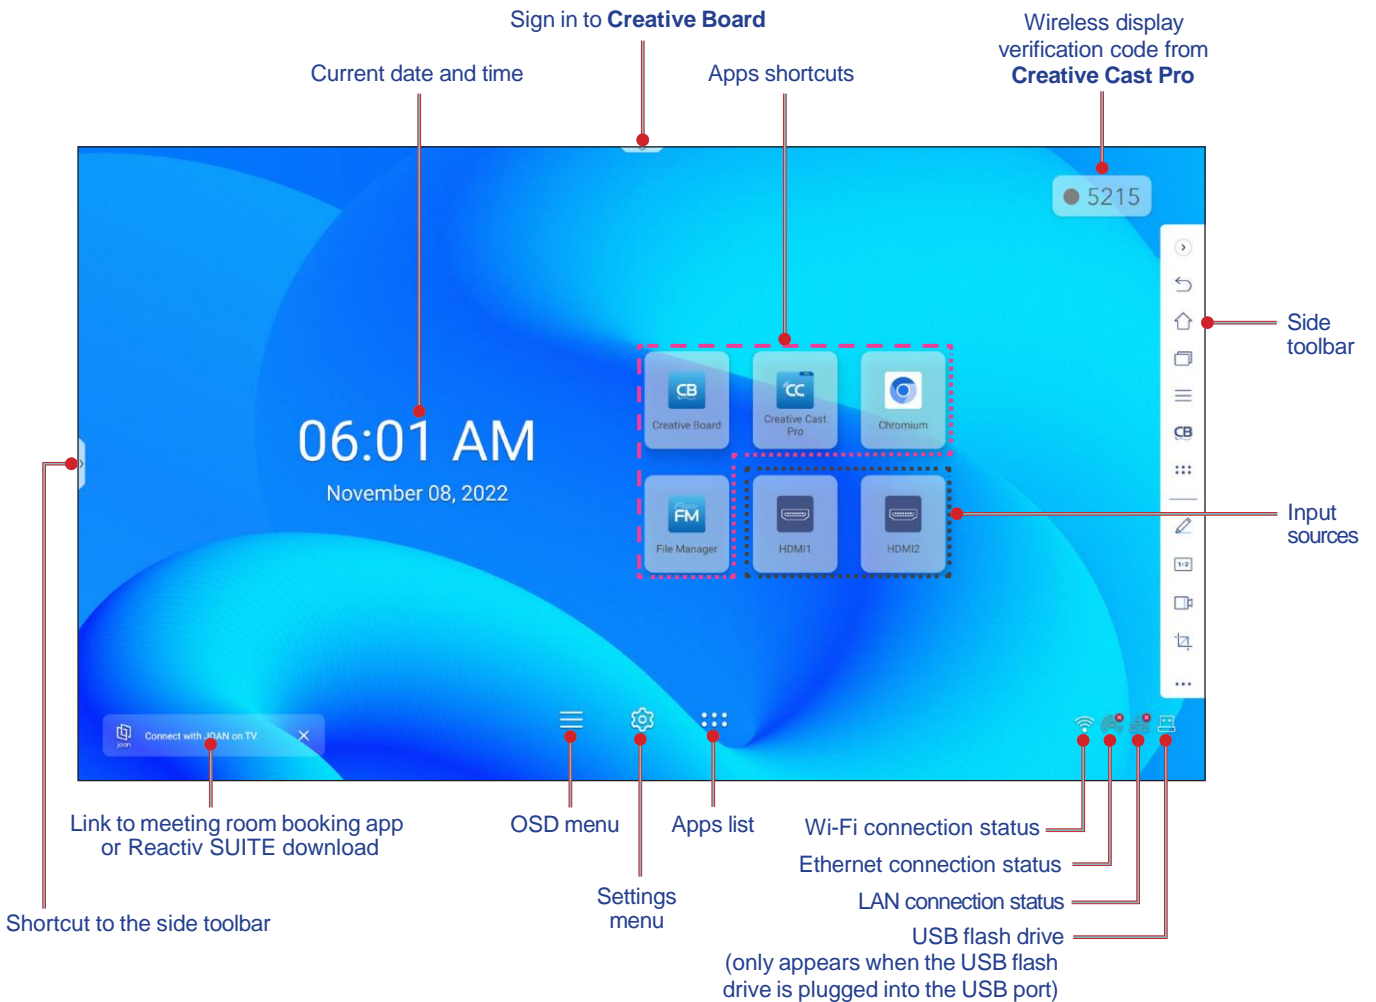 Sign in to Creative Board
Wireless display
verification code from
Creative Cast Pro
Current date and time
Apps shortcuts
5215
Side
toolbar
CB
CC
Creative Board
Creative Cast
Pro
Chromium
06:01 AM
November 08, 2022
CB
FM
File Manager
HDMI1
HDMI2
Input
sources
1÷2
joan
Connect with JOAN on TV
Link to meeting room booking app
or Reactiv SUITE download
OSD menu
Apps list
Wi-Fi connection status
Ethernet connection status
Settings
menu
LAN connection status
Shortcut to the side toolbar
USB flash drive
(only appears when the USB flash
drive is plugged into the USB port)